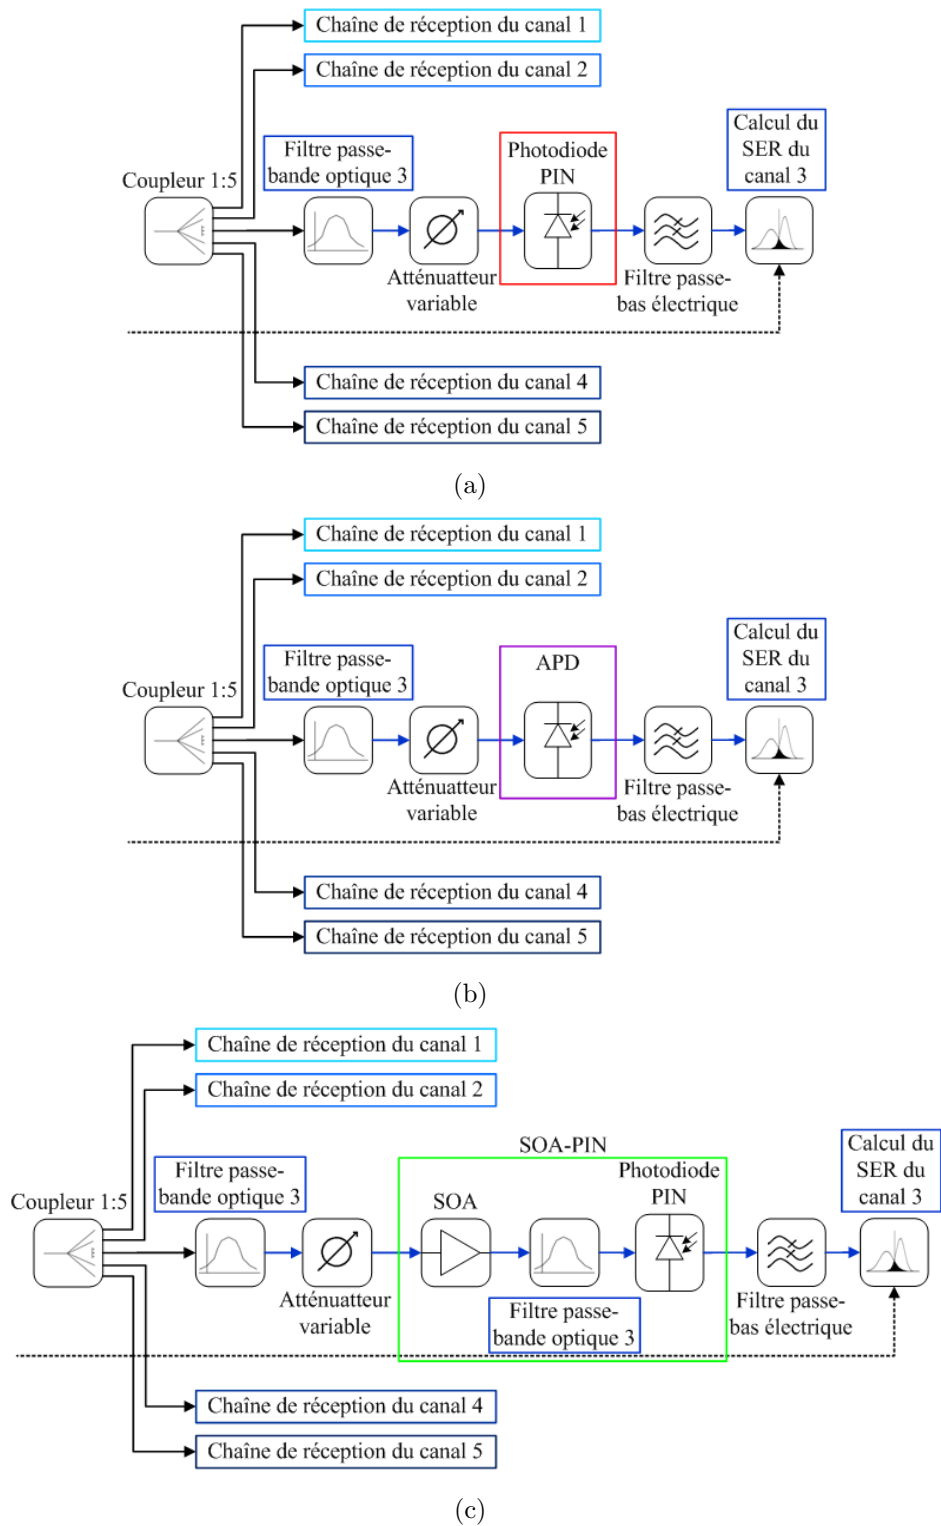 Chaîne de réception du canal 1
Chaîne de réception du canal 2
Coupleur 1:5
Filtre passe-
bande optique 3
Atténuatteur
variable
Photodiode
PIN
Filtre passe-
bas électrique
Calcul du
SER du
canal 3
Chaîne de réception du canal 4
Chaîne de réception du canal 5
(a)
Chaîne de réception du canal 1
Chaîne de réception du canal 2
Coupleur 1:5
Filtre passe-
bande optique 3
Atténuatteur
variable
APD
Filtre passe-
bas électrique
Calcul du
SER du
canal 3
Chaîne de réception du canal 4
Chaîne de réception du canal 5
(b)
Chaîne de réception du canal 1
Chaîne de réception du canal 2
Coupleur 1:5
Filtre passe-
bande optique 3
Atténuatteur
variable
SOA-PIN
SOA
Filtre passe-
bande optique 3
Photodiode
PIN
Filtre passe-
bas électrique
Calcul du
SER du
canal 3
Chaîne de réception du canal 4
Chaîne de réception du canal 5
(c)